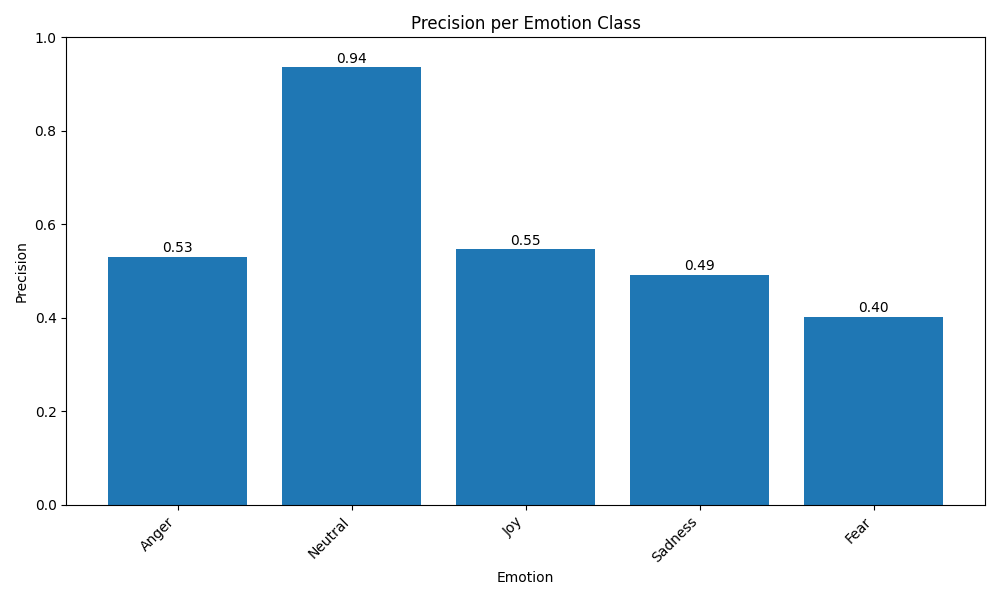 Precision per Emotion Class
1.0
0.8
0.6
0.4
0.2
0.0
Precision
0.53
0.94
0.55
0.49
0.40
Anger
Neutral
Joy
Sadness
Fear
Emotion